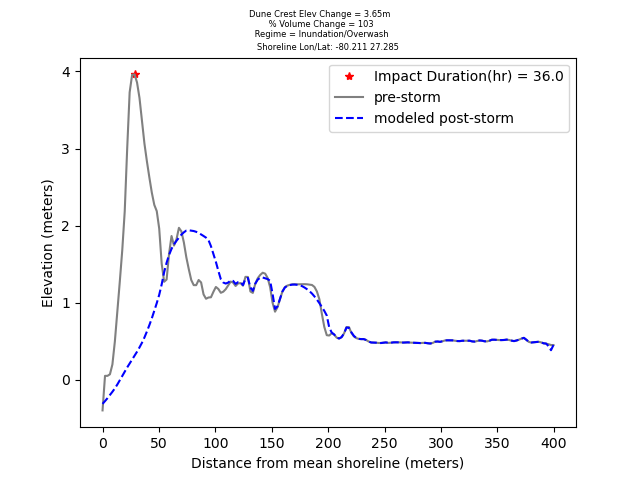 Dune Crest Elev Change = 3.65m
% Volume Change = 103
Regime = Inundation/Overwash
Shoreline Lon/Lat: -80.211 27.285
Impact Duration(hr) = 36.0
pre-storm
modeled post-storm
4
3
2
1
0
Elevation (meters)
0 50 100 150 200 250 300 350 400
Distance from mean shoreline (meters)